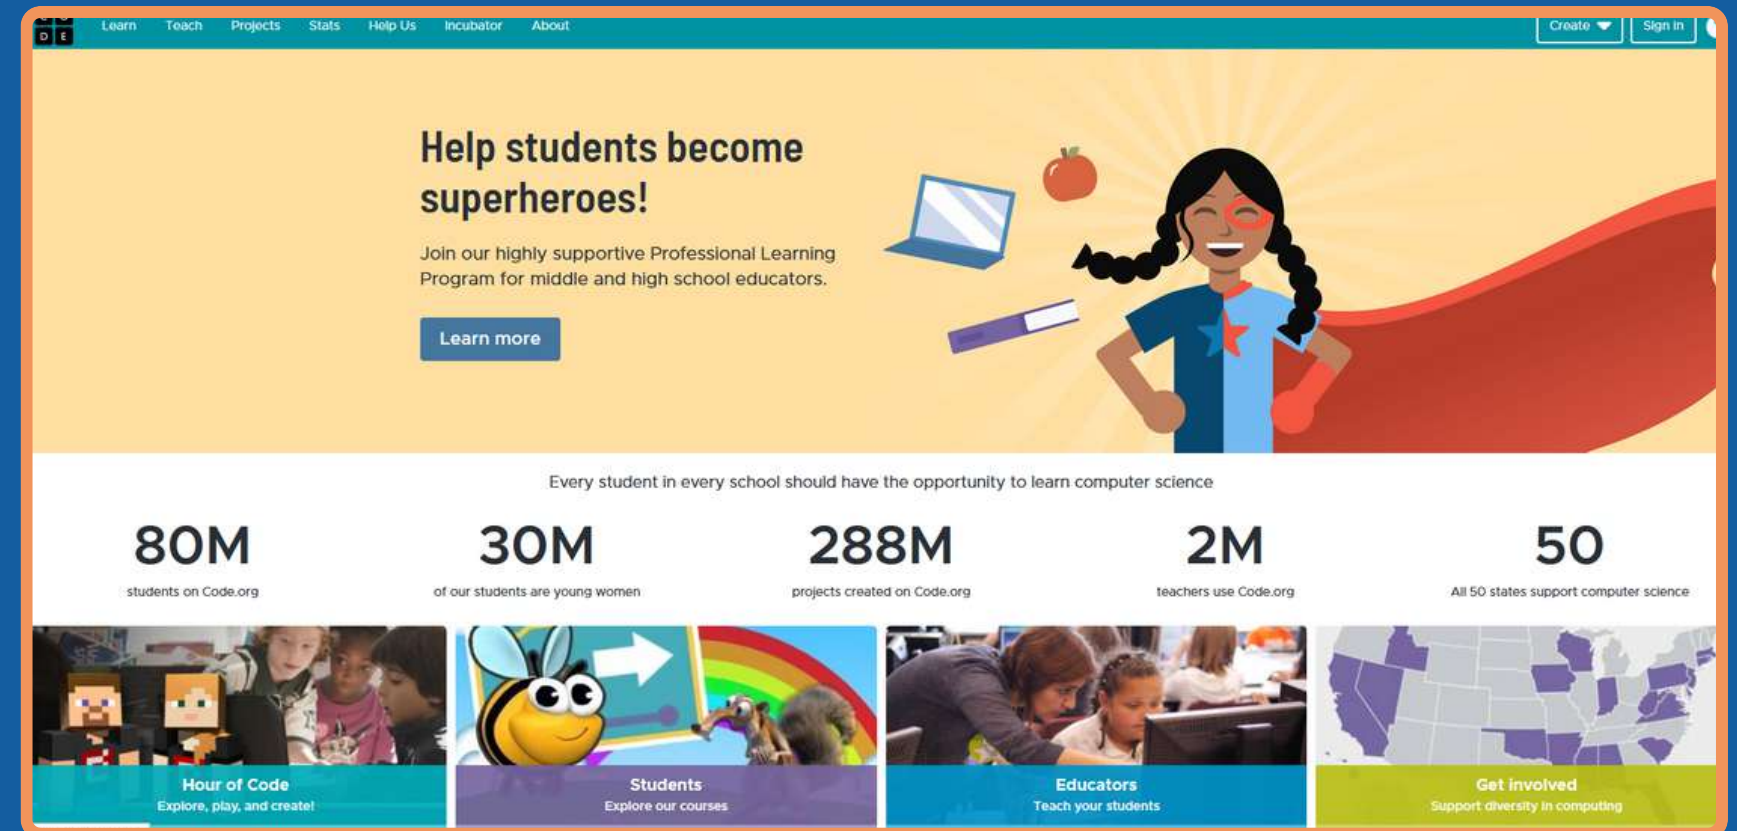 D E
Learn Teach Projects Stats Help Us Incubator About
Create Sign in
Help students become
superheroes!
Join our highly supportive Professional Learning
Program for middle and high school educators.
Learn more
Every student in every school should have the opportunity to learn computer science
80M 30M 288M 2M 50
students on Code.org of our students are young women projects created on Code.org teachers use Code.org All 50 states support computer science
Hour of Code Students Educators Get involved
Explore, play, and create! Explore our courses Teach your students Support diversity in computing